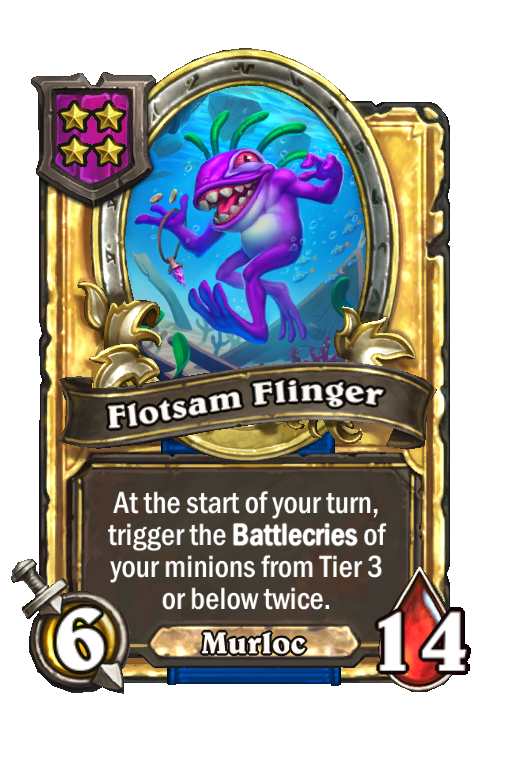 Flotsam Flinger
At the start of your turn,
trigger the Battlecries of
your minions from Tier 3
or below twice.
6
Murloc
14